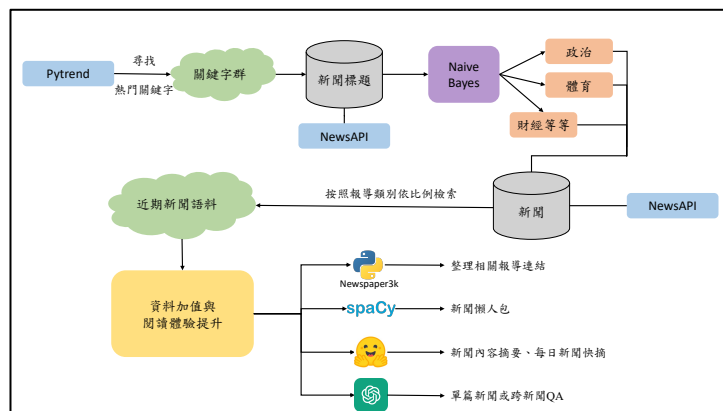 Pytrend
尋找
熱門關鍵字
關鍵字群
新聞標題
NewsAPI
Naive
Bayes
政治
體育
財經等等
新聞
NewsAPI
按照報導類別依比例檢索
近期新聞語料
資料加值與
閱讀體驗提升
Newspaper3k
整理相關報導連結
spaCy
新聞懶人包
新聞內容摘要、每日新聞快摘
單篇新聞或跨新聞QA